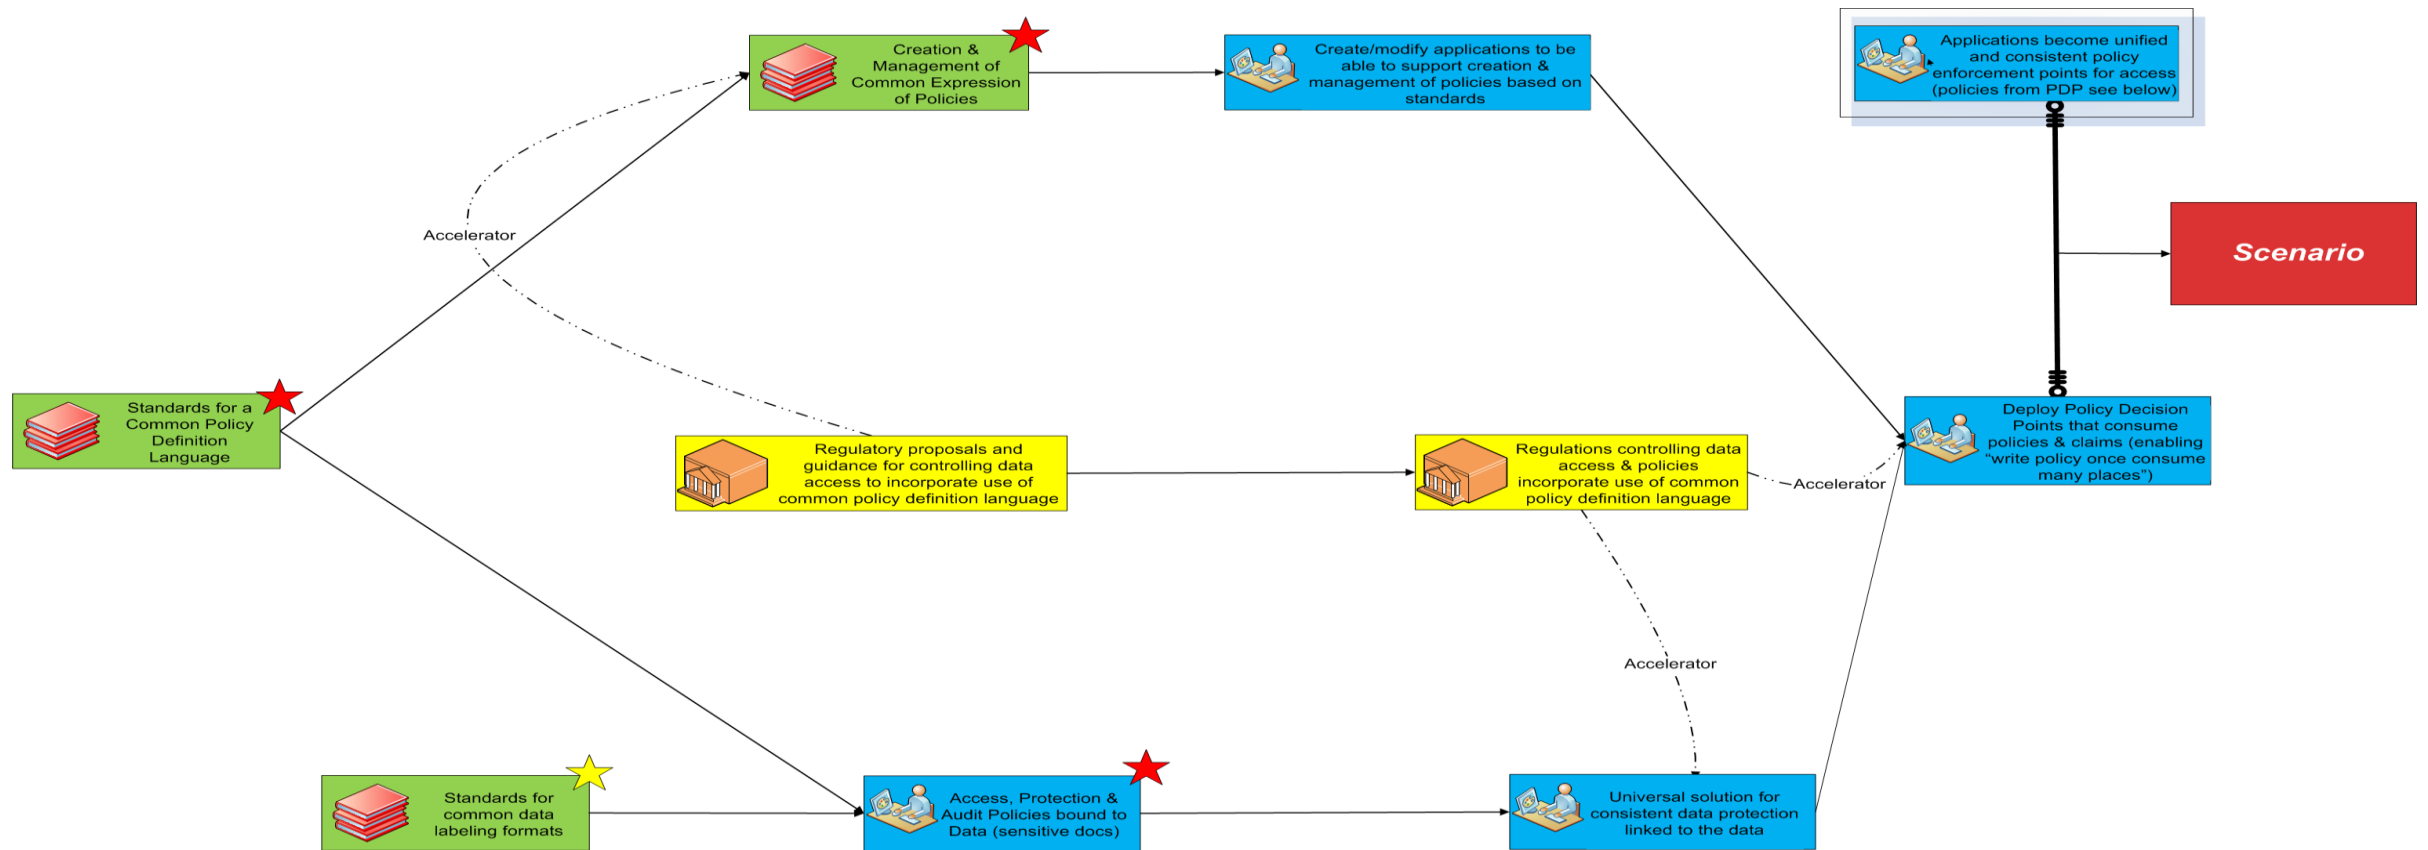 Creation &
Management of
Common Expression
of Policies
Create/modify applications to be
able to support creation &
management of policies based on
standards
Applications become unified
and consistent policy
enforcement points for access
(policies from PDP see below)
Accelerator
Scenario
Standards for a
Common Policy
Definition
Language
Regulatory proposals and
guidance for controlling data
access to incorporate use of
common policy definition language
Regulations controlling data
access & policies
incorporate use of common
policy definition language
Accelerator
Deploy Policy Decision
Points that consume
policies & claims (enabling
“write policy once consume
many places”)
Accelerator
Standards for
common data
labeling formats
Access, Protection &
Audit Policies bound to
Data (sensitive docs)
Universal solution for
consistent data protection
linked to the data